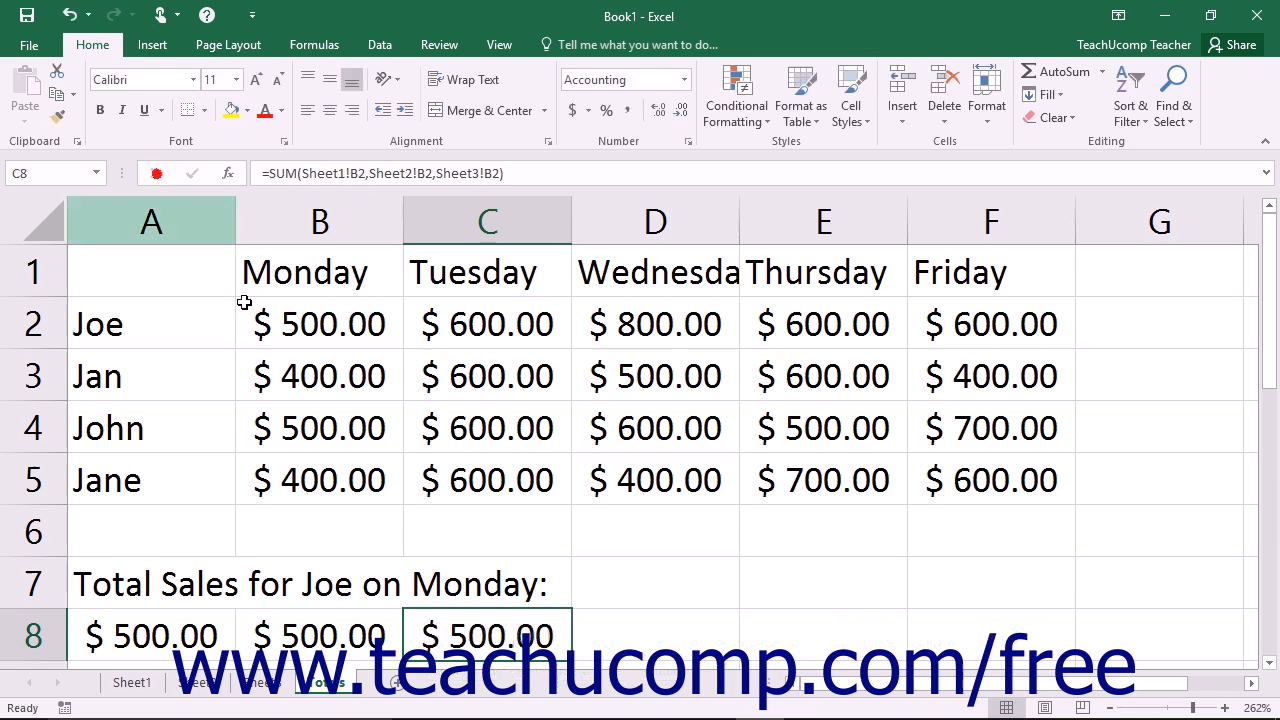 Book1 - Excel
File Home Insert Page Layout Formulas Data Review View Tell me what you want to do... TeachUcomp Teacher Share
Calibri 11 Wrap Text Accounting AutoSum
Paste Conditional Format as Cell Insert Delete Format Fill Sort & Find &
B I U A Merge & Center $ % , Formatting Table Styles Clear Filter Select
Clipboard Font Alignment Number Styles Cells Editing
C8 fx =SUM(Sheet1!B2,Sheet2!B2,Sheet3!B2)
A B C D E F G
1 Monday Tuesday Wednesda Thursday Friday
2 Joe $ 500.00 $ 600.00 $ 800.00 $ 600.00 $ 600.00
3 Jan $ 400.00 $ 600.00 $ 500.00 $ 600.00 $ 400.00
4 John $ 500.00 $ 600.00 $ 600.00 $ 500.00 $ 700.00
5 Jane $ 400.00 $ 600.00 $ 400.00 $ 700.00 $ 600.00
6
7 Total Sales for Joe on Monday:
8 $ 500.00 $ 500.00 $ 500.00
www.teachucomp.com/free
Sheet1
Ready 262%